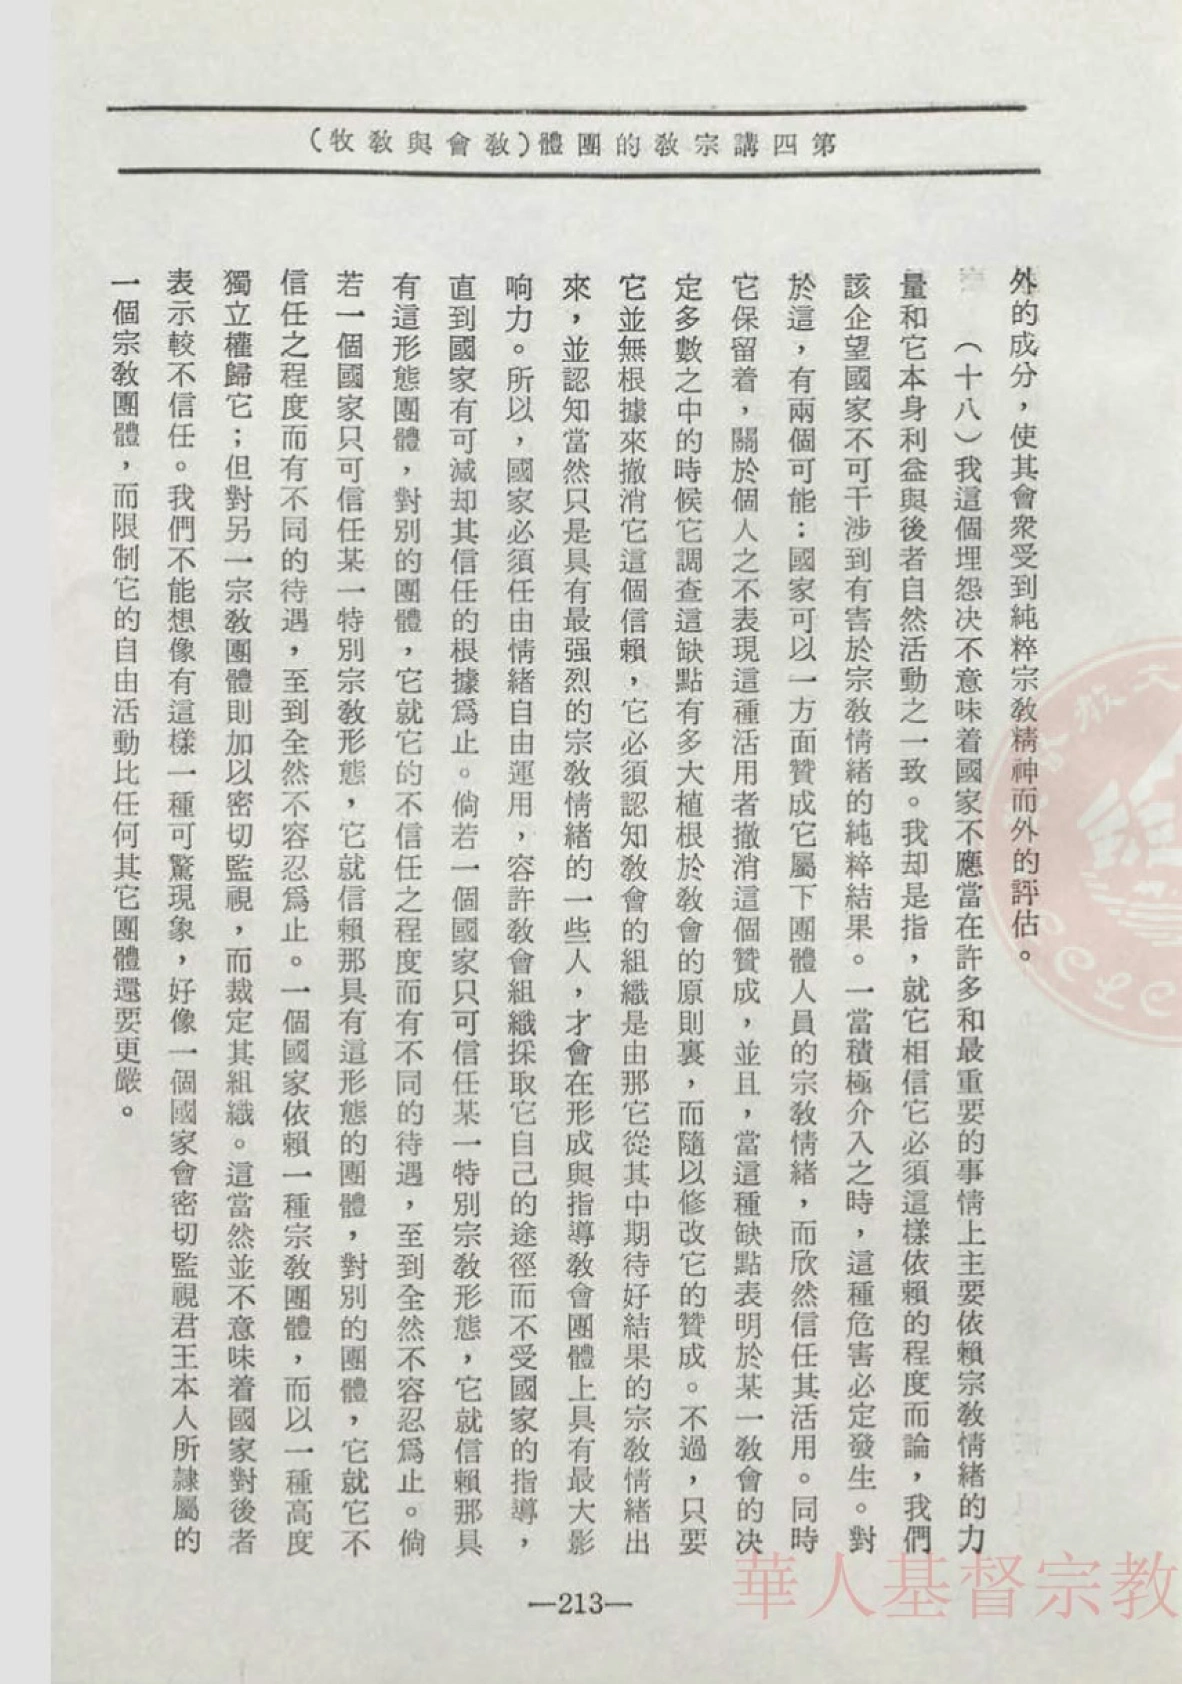 第四講宗教的團體(教會與教牧)
外的成分，使其會衆受到純粹宗教精神而外的評估。
（十八）我這個埋怨決不意味着國家不應當在許多和最重要的事情上主要依賴宗教情緒的力
量和它本身利益與後者自然活動之一致。我却是指，就它相信它必須這樣依賴的程度而論，我們
該企望國家不可干涉到有害於宗教情緒的純粹結果。一當積極介入之時，這種危害必定發生。對
於這，有兩個可能：國家可以一方面贊成它屬下團體人員的宗教情緒，而欣然信任其活用。同時
它保留着，關於個人之不表現這種活用者撤消這個贊成，並且，當這種缺點表明於某一教會的決
定多數之中的時候它調查這缺點有多大植根於教會的原則裏，而隨以修改它的贊成。不過，只要
它並無根據來撤消它這個信賴，它必須認知教會的組織是由那它從其中期待好結果的宗教情緒出
來，並認知當然只是具有最强烈的宗教情緒的一些人，才會在形成與指導教會團體上具有最大影
响力。所以，國家必須任由情緒自由運用，容許教會組織採取它自己的途徑而不受國家的指導，
直到國家有可減却其信任的根據爲止。倘若一個國家只可信任某一特別宗教形態，它就信賴那具
有這形態團體，對別的團體，它就它的不信任之程度而有不同的待遇，至到全然不容忍爲止。倘
若一個國家只可信任某一特別宗教形態，它就信賴那具有這形態的團體，對別的團體，它就它不
信任之程度而有不同的待遇，至到全然不容忍爲止。一個國家依賴一種宗教團體，而以一種高度
獨立權歸它；但對另一宗教團體則加以密切監視，而裁定其組織。這當然並不意味着國家對後者
表示較不信任。我們不能想像有這樣一種可驚現象，好像一個國家會密切監視君王本人所隷屬的
一個宗教團體，而限制它的自由活動比任何其它團體還要更嚴。
—213—
華人基督宗教